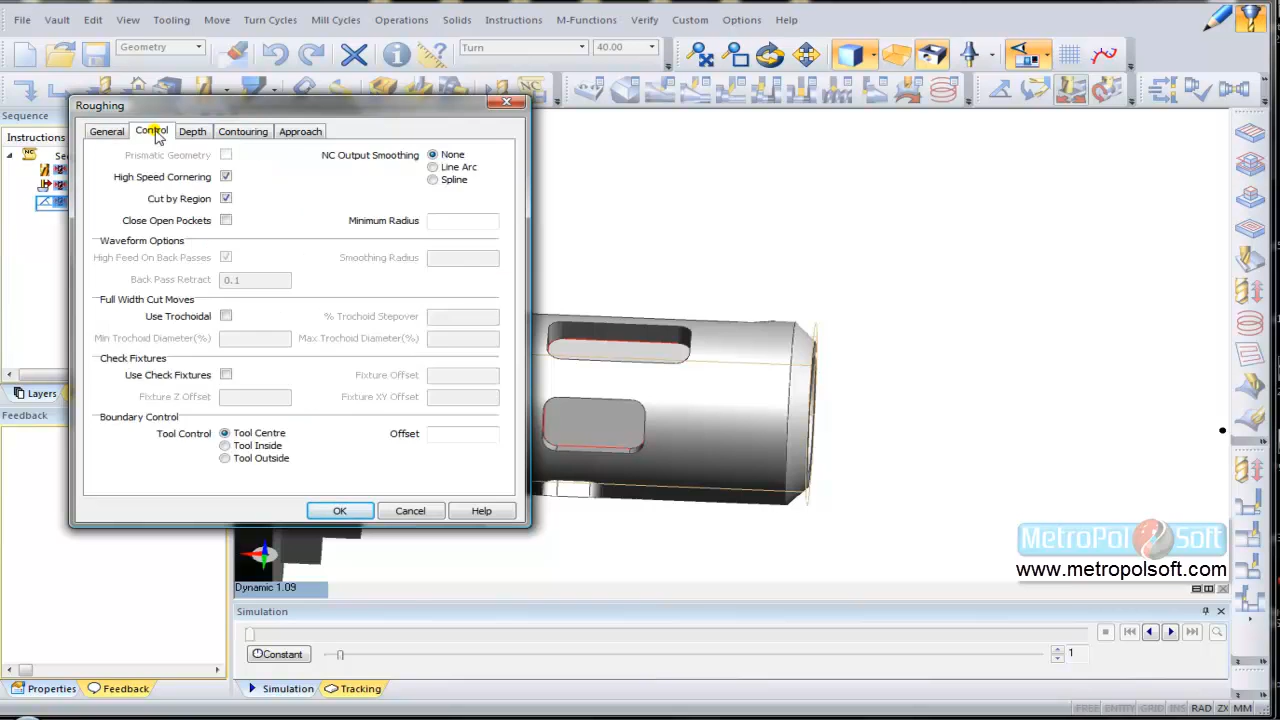 File Vault Edit View Tooling Move Turn Cycles Mill Cycles Operations Solids Instructions M-Functions Verify Custom Options Help
Geometry Turn 40.00
Sequence
Instructions
Layers
Feedback
Roughing
General Control Depth Contouring Approach
Prismatic Geometry NC Output Smoothing None
Line Arc
High Speed Cornering Spline
Cut by Region
Close Open Pockets Minimum Radius
Waveform Options
High Feed On Back Passes Smoothing Radius
Back Pass Retract 0.1
Full Width Cut Moves
Use Trochoidal % Trochoid Stepover
Min Trochoid Diameter(%) Max Trochoid Diameter(%)
Check Fixtures
Use Check Fixtures Fixture Offset
Fixture Z Offset Fixture XY Offset
Boundary Control
Tool Control Tool Centre Offset
Tool Inside
Tool Outside
OK Cancel Help
MetroPol Soft
www.metropolsoft.com
Dynamic 1.09
Simulation
Constant 1
Properties Feedback Simulation Tracking
FREE ENTITY GRID INS RAD ZX MM